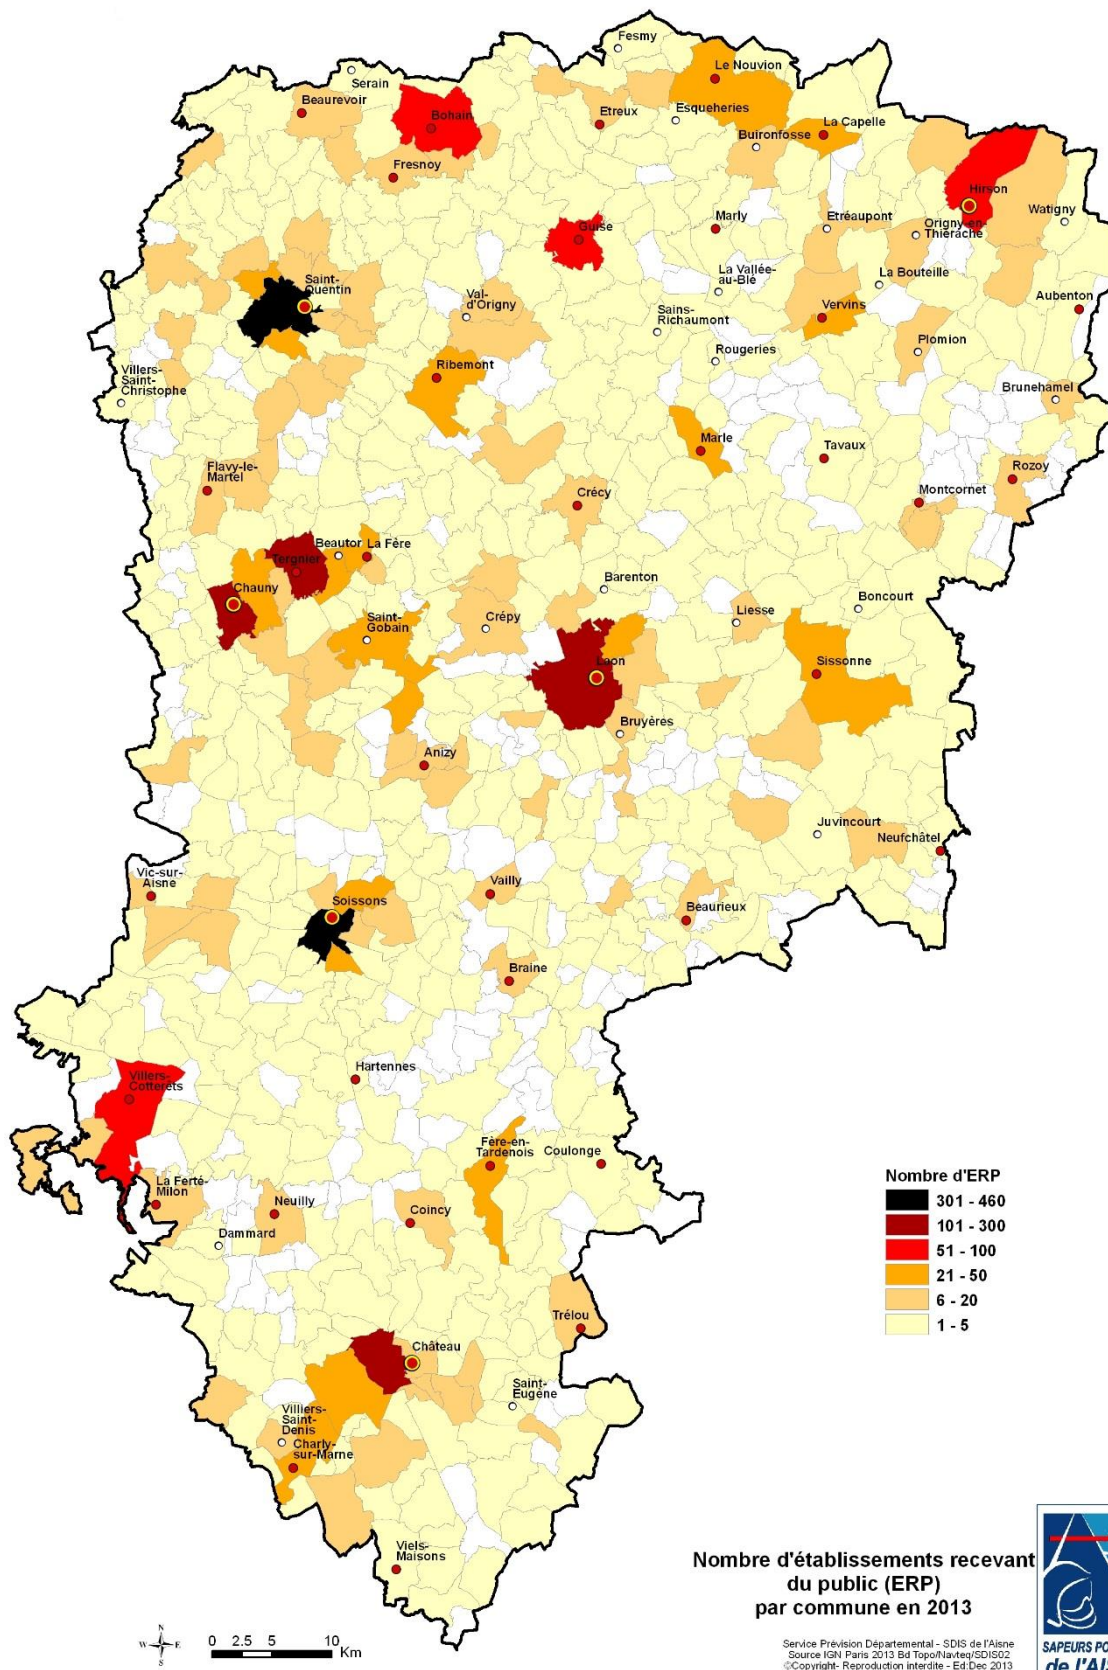 Fesmy
Le Nouvion
Serain
Beaurevoir
Bohain
Etreux
Esqueheries
La Capelle
Buironfosse
Fresnoy
Hirson
Guise
Marly
Etréaupont
Origny-en-
Thiérache
Watigny
Saint-
Quentin
Val-
d'Origny
La Vallée-
au-Blé
La Bouteille
Aubenton
Sains-
Richaumont
Vervins
Plomion
Villers-
Saint-
Christophe
Ribemont
Rougeries
Brunehamel
Marle
Tavaux
Flavy-le-
Martel
Rozoy
Crécy
Montcornet
Beautor
La Fère
Tergnier
Chauny
Barenton
Boncourt
Saint-
Gobain
Crépy
Liesse
Laon
Sissonne
Bruyères
Anizy
Juvincourt
Neufchâtel
Vic-sur-
Aisne
Vailly
Soissons
Beaurieux
Braine
Hartennes
Villers-
Cotterêts
Fère-en-
Tardenois
Coulonge
La Ferté-
Milon
Neuilly
Coincy
Dammard
Nombre d'ERP
301 - 460
101 - 300
51 - 100
21 - 50
6 - 20
1 - 5
Trélou
Château
Saint-
Eugène
Villiers-
Saint-
Denis
Charly-
sur-Marne
Viels-
Maisons
Nombre d'établissements recevant
du public (ERP)
par commune en 2013
N
W E
S
0 2.5 5 10
Km
Service Prévision Départemental - SDIS de l'Aisne
Source IGN Paris 2013 Bd Topo/Navteq/SDIS02
©Copyright- Reproduction interdite - Ed:Dec 2013
SAPEURS PO
de l'Ai